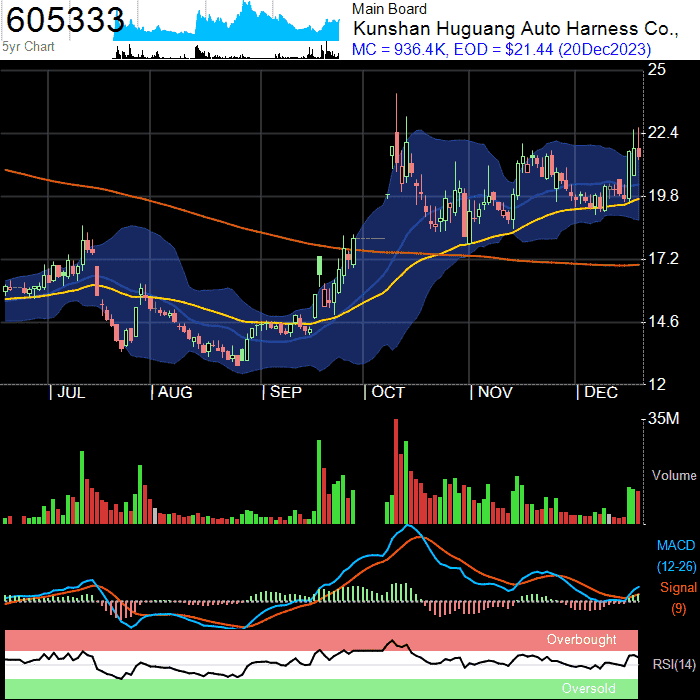 605333
5yr Chart
Main Board
Kunshan Huguang Auto Harness Co.,
MC = 936.4K, EOD = $21.44 (20Dec2023)
25
22.4
19.8
17.2
14.6
12
JUL
AUG
SEP
OCT
NOV
DEC
35M
Volume
MACD
(12-26)
Signal
(9)
Overbought
RSI(14)
Oversold